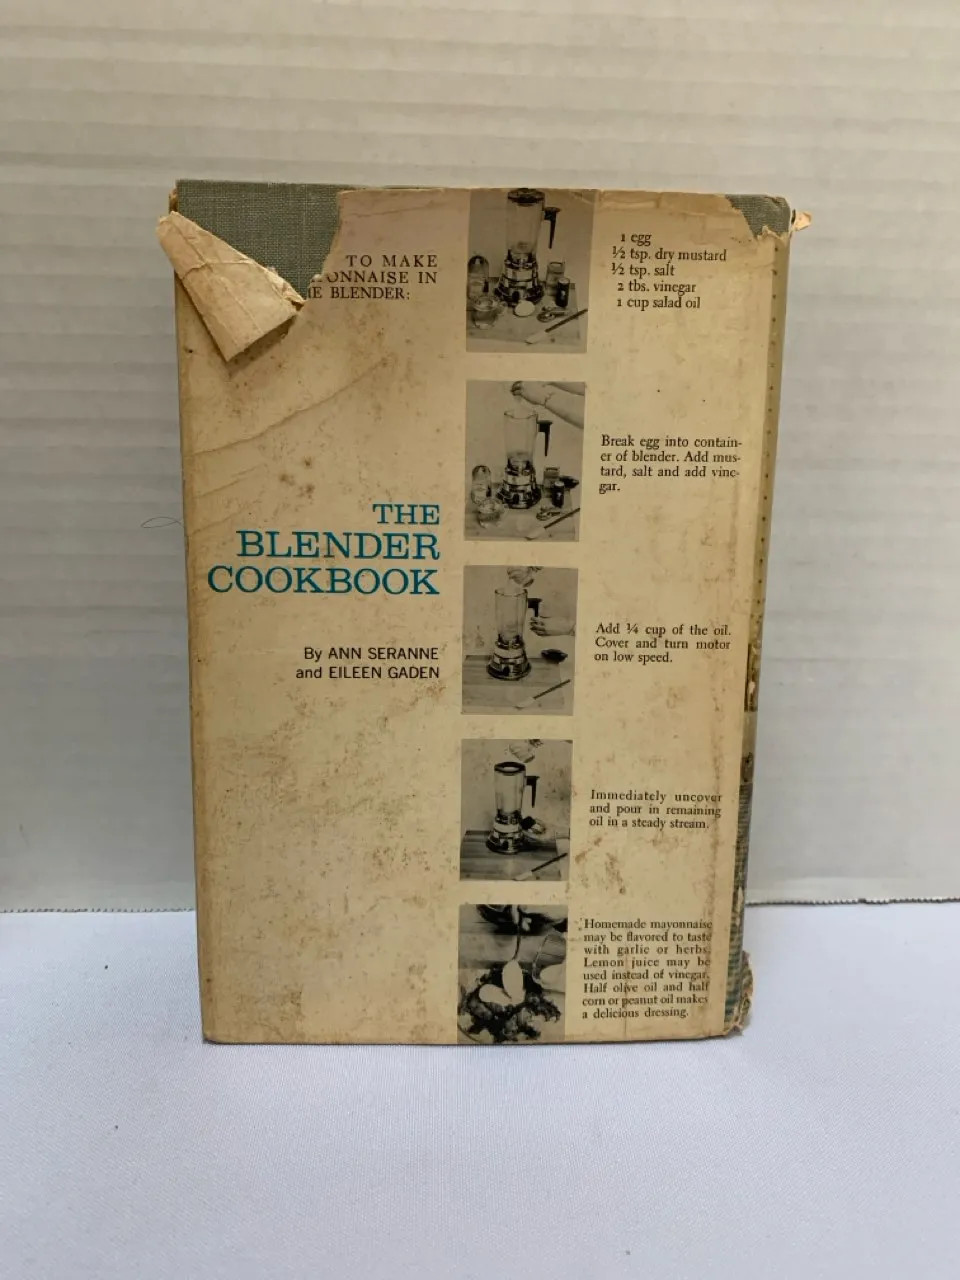 TO MAKE
ONNAISE IN
E BLENDER:
1 egg
½ tsp. dry mustard
½ tsp. salt
2 tbs. vinegar
1 cup salad oil
Break egg into contain-
er of blender. Add mus-
tard, salt and add vine-
gar.
THE
BLENDER
COOKBOOK
By ANN SERANNE
and EILEEN GADEN
Add ¼ cup of the oil.
Cover and turn motor
on low speed.
Immediately uncover
and pour in remaining
oil in a steady stream.
Homemade mayonnaise
may be flavored to taste
with garlic or herbs.
Lemon juice may be
used instead of vinegar.
Half olive oil and half
corn or peanut oil makes
a delicious dressing.